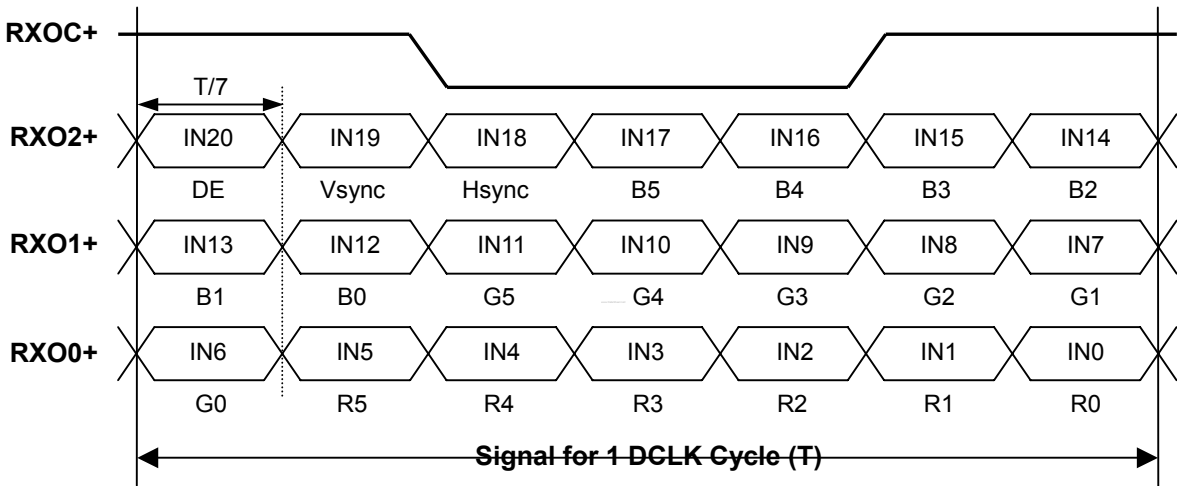 RXOC+
T/7
RXO2+ IN20 IN19 IN18 IN17 IN16 IN15 IN14
DE Vsync Hsync B5 B4 B3 B2
RXO1+ IN13 IN12 IN11 IN10 IN9 IN8 IN7
B1 B0 G5 G4 G3 G2 G1
RXO0+ IN6 IN5 IN4 IN3 IN2 IN1 IN0
G0 R5 R4 R3 R2 R1 R0
Signal for 1 DCLK Cycle (T)